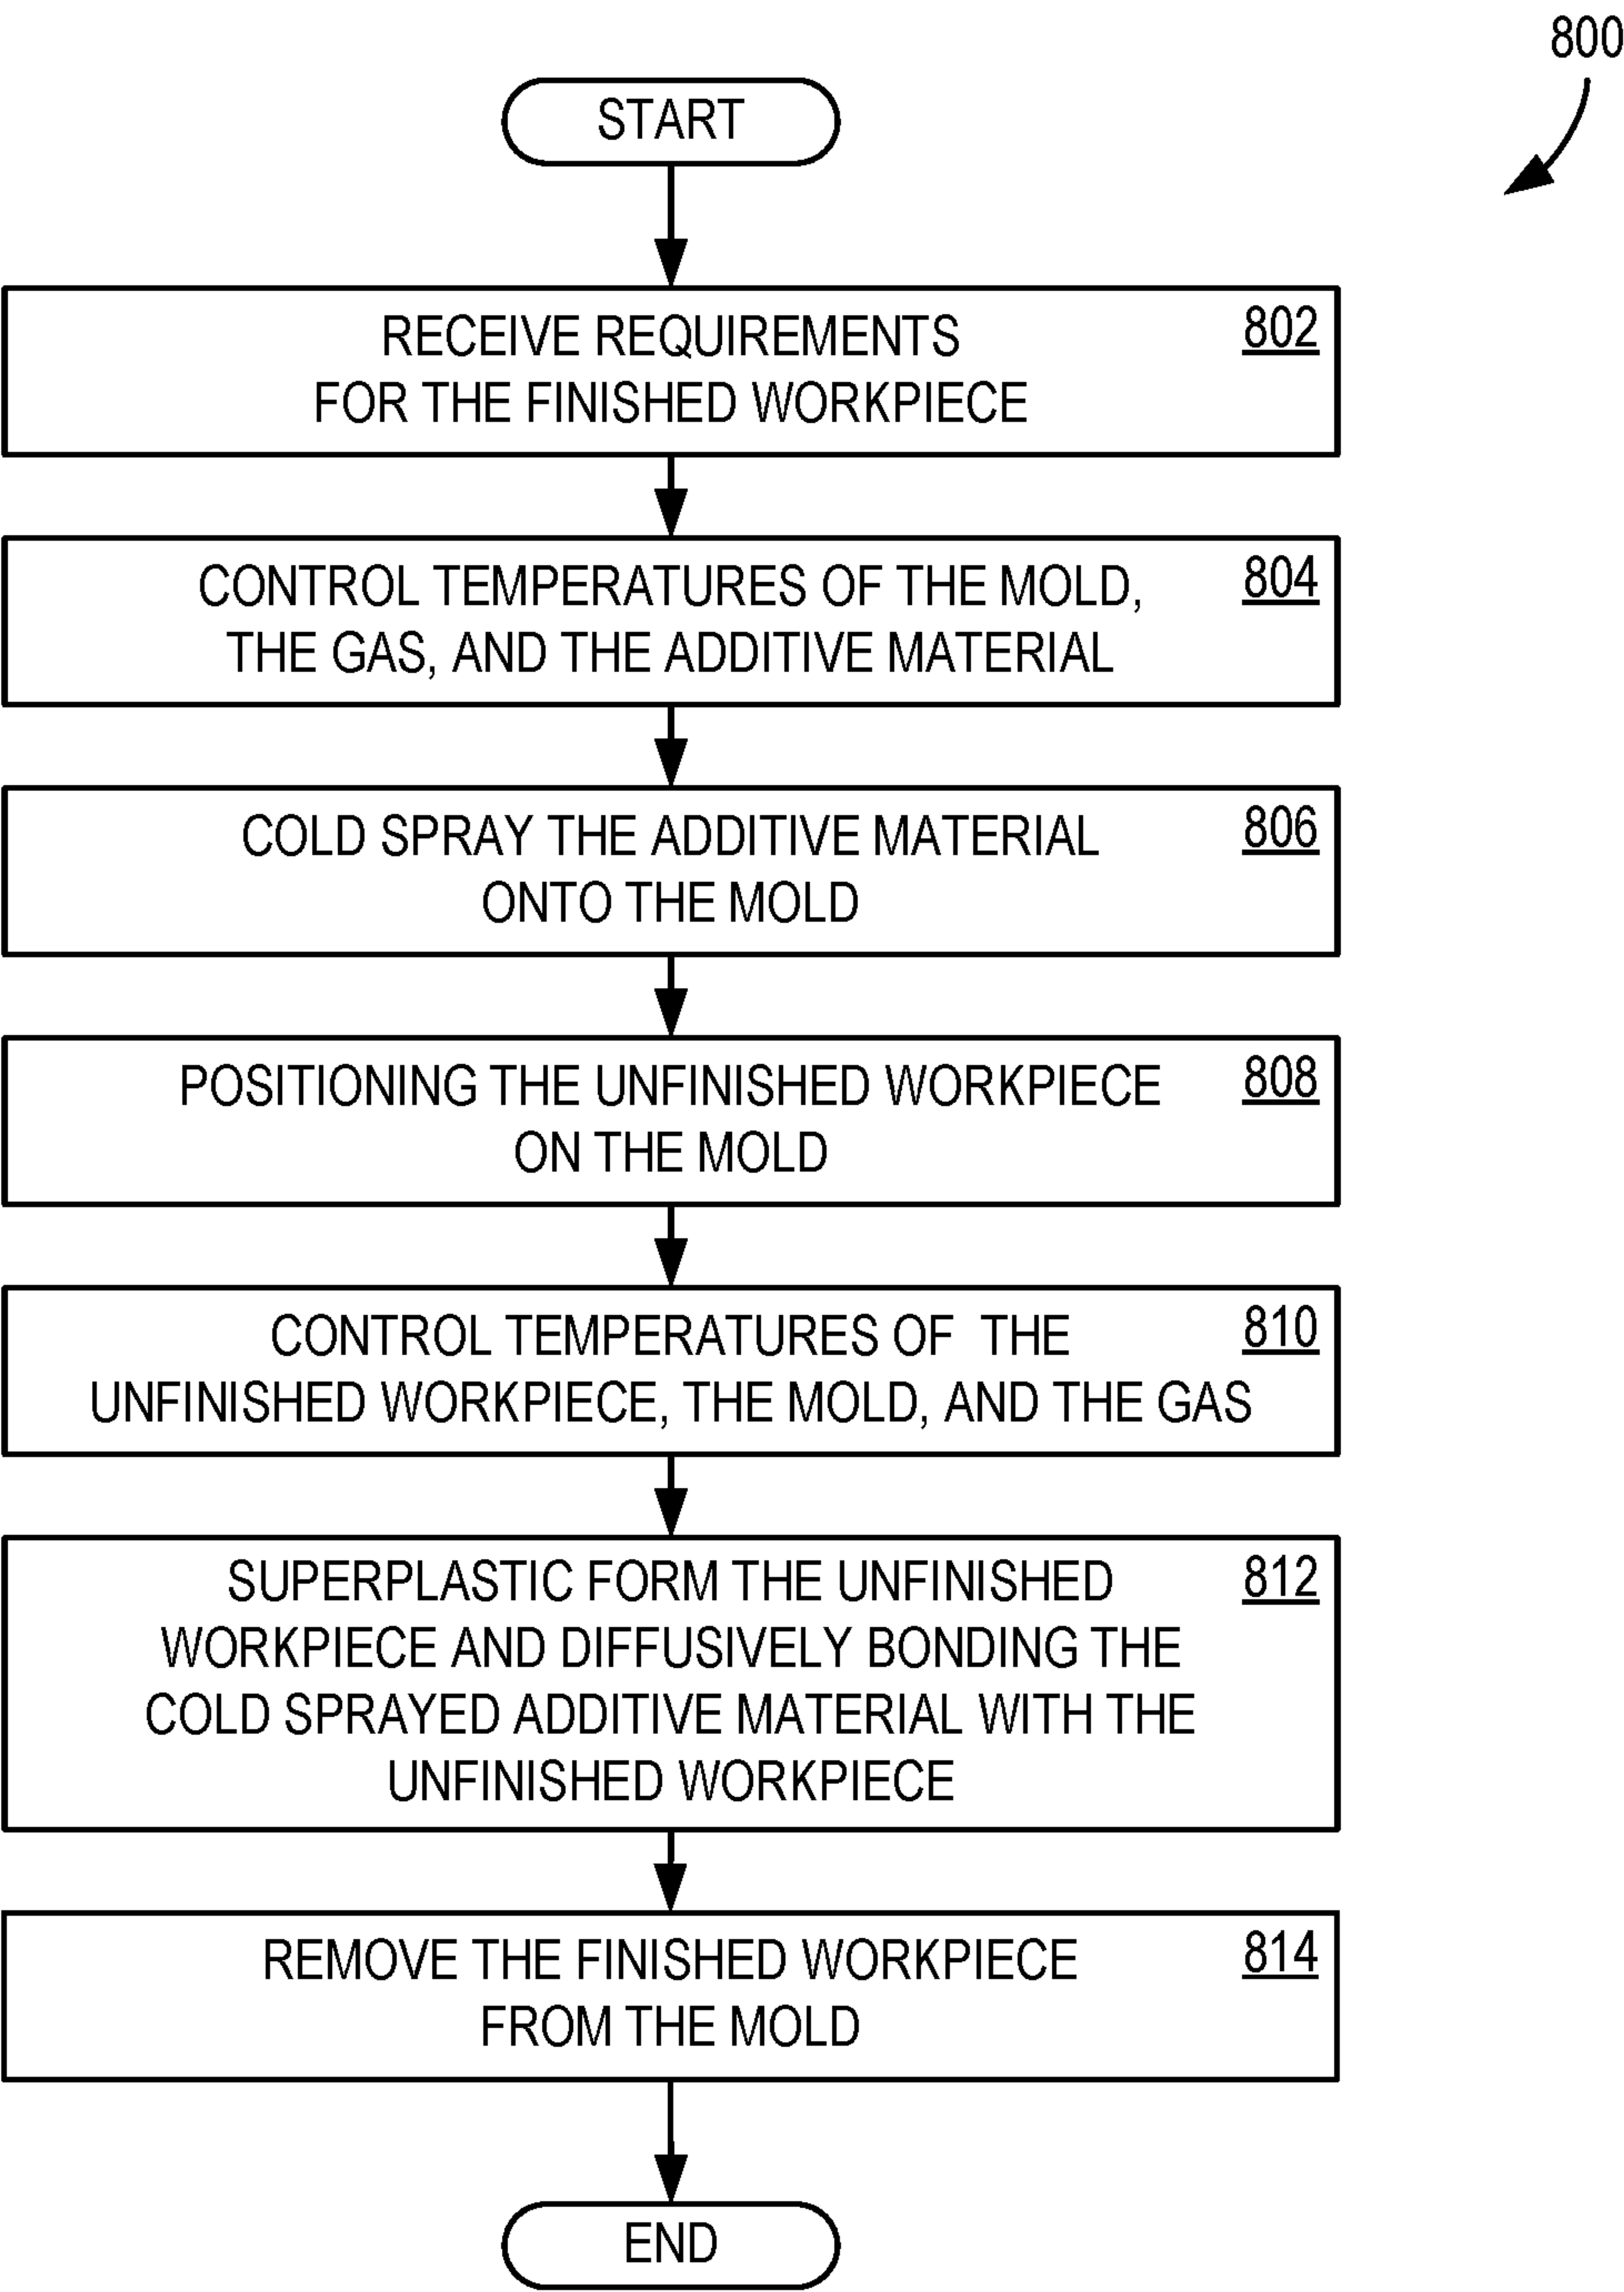 800
START
RECEIVE REQUIREMENTS
FOR THE FINISHED WORKPIECE
802
CONTROL TEMPERATURES OF THE MOLD,
THE GAS, AND THE ADDITIVE MATERIAL
804
COLD SPRAY THE ADDITIVE MATERIAL
ONTO THE MOLD
806
POSITIONING THE UNFINISHED WORKPIECE
ON THE MOLD
808
CONTROL TEMPERATURES OF THE
UNFINISHED WORKPIECE, THE MOLD, AND THE GAS
810
SUPERPLASTIC FORM THE UNFINISHED
WORKPIECE AND DIFFUSIVELY BONDING THE
COLD SPRAYED ADDITIVE MATERIAL WITH THE
UNFINISHED WORKPIECE
812
REMOVE THE FINISHED WORKPIECE
FROM THE MOLD
814
END